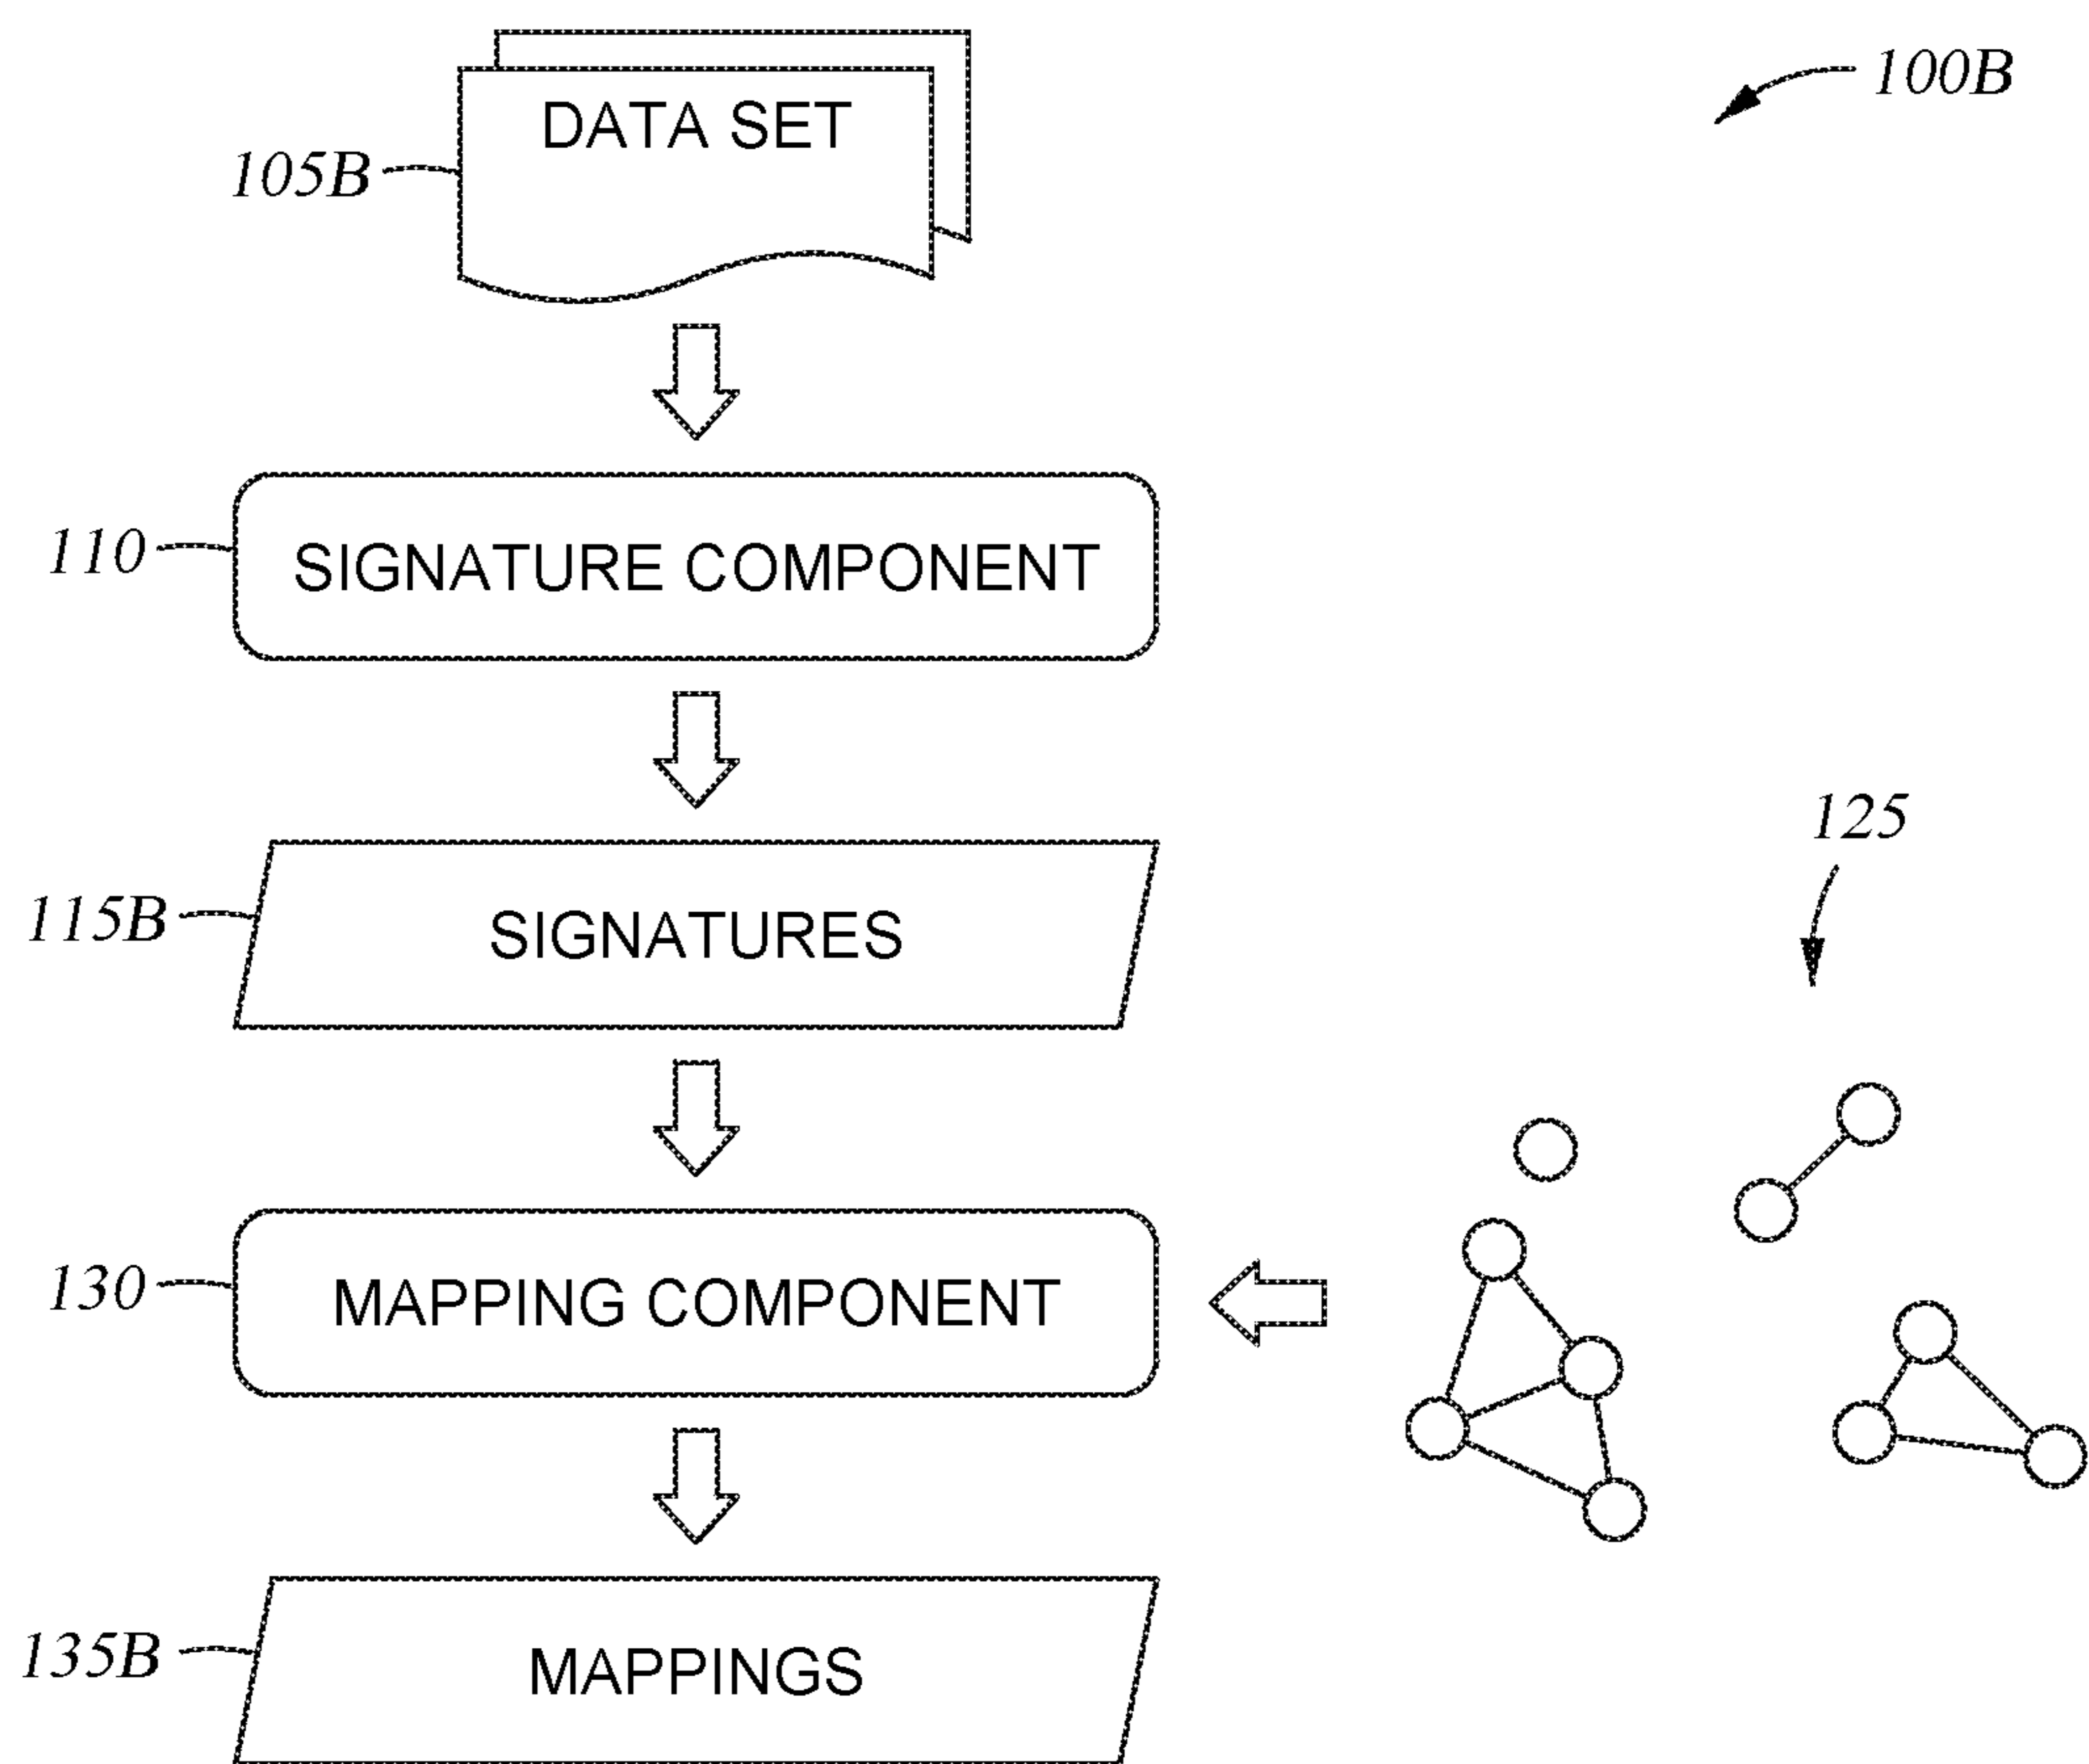 100B
DATA SET
105B
110
SIGNATURE COMPONENT
125
115B
SIGNATURES
130
MAPPING COMPONENT
135B
MAPPINGS